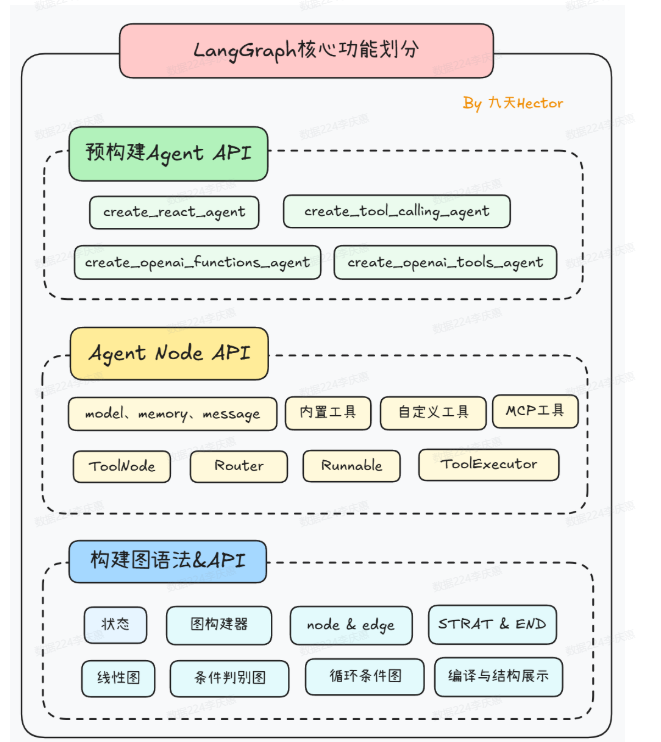 LangGraph核心功能划分
By 九天Hector
预构建Agent API
create_react_agent
create_tool_calling_agent
create_openai_functions_agent
create_openai_tools_agent
Agent Node API
model、memory、message
内置工具
自定义工具
MCP工具
ToolNode
Router
Runnable
ToolExecutor
构建图语法&API
状态
图构建器
node & edge
STRAT & END
线性图
条件判别图
循环条件图
编译与结构展示